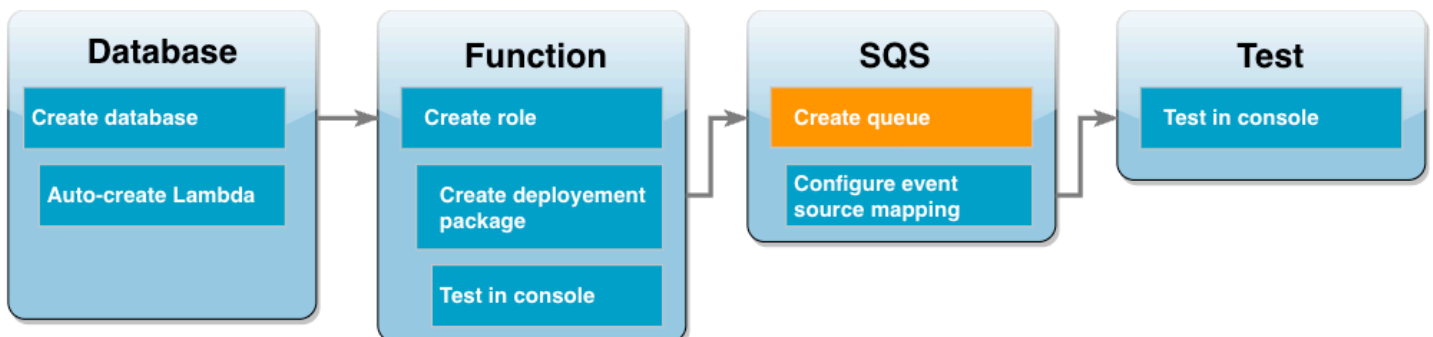 Database
Create database
Auto-create Lambda
Function
Create role
Create deployement
package
Test in console
SQS
Create queue
Configure event
source mapping
Test
Test in console